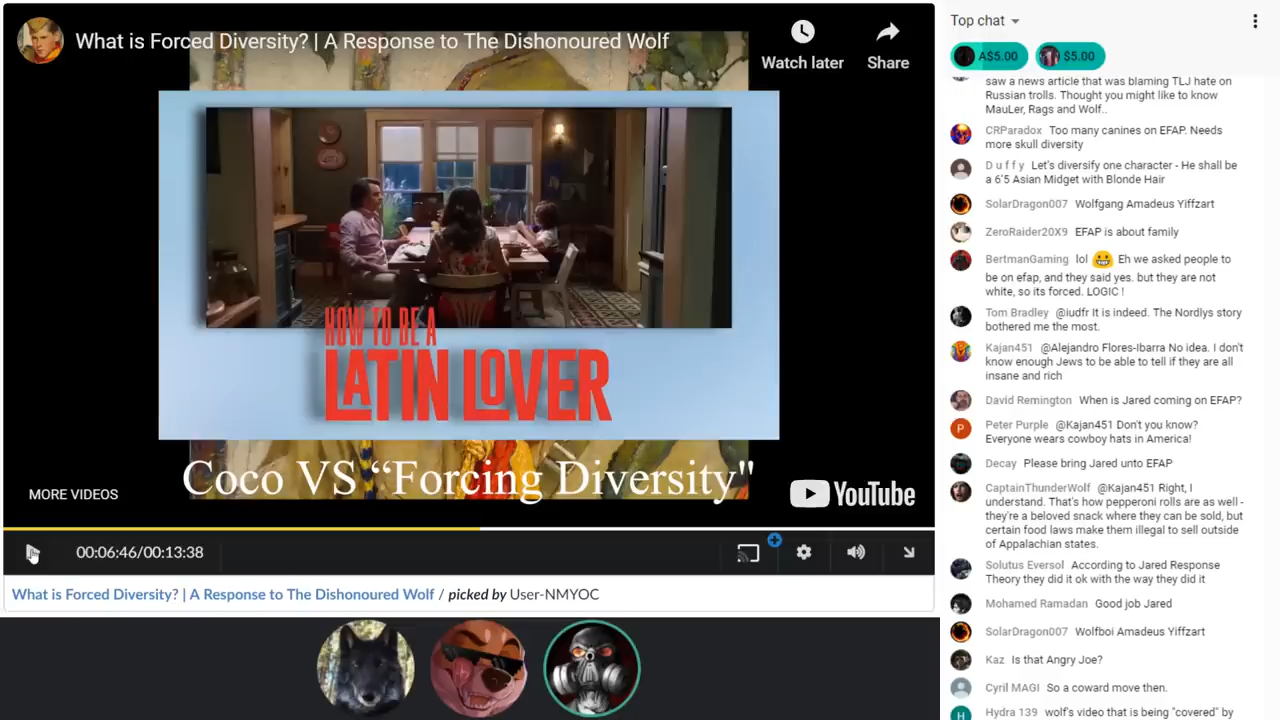 What is Forced Diversity? | A Response to The Dishonoured Wolf
Watch later
Share
HOW TO BE A
LATIN LOVER
Coco VS “Forcing Diversity"
MORE VIDEOS
YouTube
00:06:46/00:13:38
What is Forced Diversity? | A Response to The Dishonoured Wolf / picked by User-NMYOC
Top chat
A$5.00
$5.00
saw a news article that was blaming TLJ hate on
Russian trolls. Thought you might like to know
MauLer, Rags and Wolf..
CRParadox Too many canines on EFAP. Needs
more skull diversity
D u f f y Let's diversify one character - He shall be
a 6'5 Asian Midget with Blonde Hair
SolarDragon007 Wolfgang Amadeus Yiffzart
ZeroRaider20X9 EFAP is about family
BertmanGaming lol 😀 Eh we asked people to
be on efap, and they said yes. but they are not
white, so its forced. LOGIC !
Tom Bradley @iudfr It is indeed. The Nordlys story
bothered me the most.
Kajan451 @Alejandro Flores-Ibarra No idea. I don't
know enough Jews to be able to tell if they are all
insane and rich
David Remington When is Jared coming on EFAP?
P
Peter Purple @Kajan451 Don't you know?
Everyone wears cowboy hats in America!
Decay Please bring Jared unto EFAP
CaptainThunderWolf @Kajan451 Right, I
understand. That's how pepperoni rolls are as well -
they're a beloved snack where they can be sold, but
certain food laws make them illegal to sell outside
of Appalachian states.
Solutus Eversol According to Jared Response
Theory they did it ok with the way they did it
Mohamed Ramadan Good job Jared
SolarDragon007 Wolfboi Amadeus Yiffzart
Kaz Is that Angry Joe?
Cyril MAGI So a coward move then.
H
Hydra 139 wolf's video that is being "covered" by